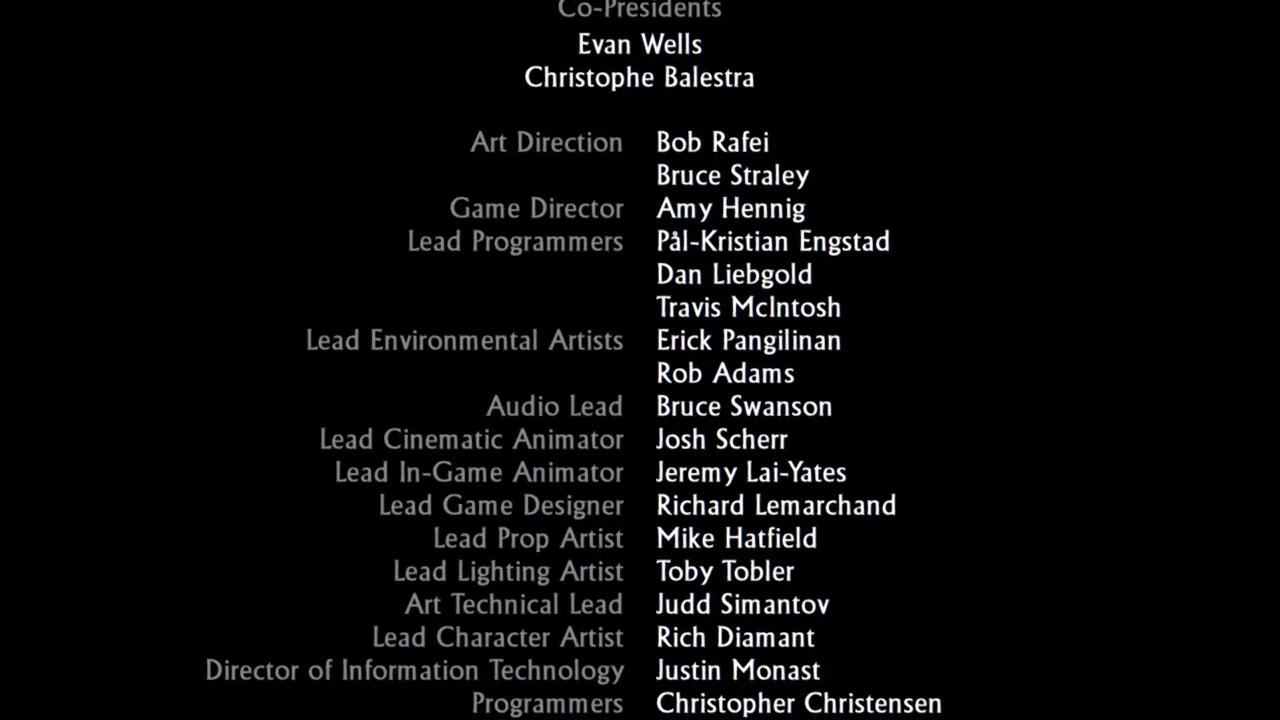 Co-Presidents
Evan Wells
Christophe Balestra
Art Direction Bob Rafei
Bruce Straley
Game Director Amy Hennig
Lead Programmers Pål-Kristian Engstad
Dan Liebgold
Travis McIntosh
Lead Environmental Artists Erick Pangilinan
Rob Adams
Audio Lead Bruce Swanson
Lead Cinematic Animator Josh Scherr
Lead In-Game Animator Jeremy Lai-Yates
Lead Game Designer Richard Lemarchand
Lead Prop Artist Mike Hatfield
Lead Lighting Artist Toby Tobler
Art Technical Lead Judd Simantov
Lead Character Artist Rich Diamant
Director of Information Technology Justin Monast
Programmers Christopher Christensen